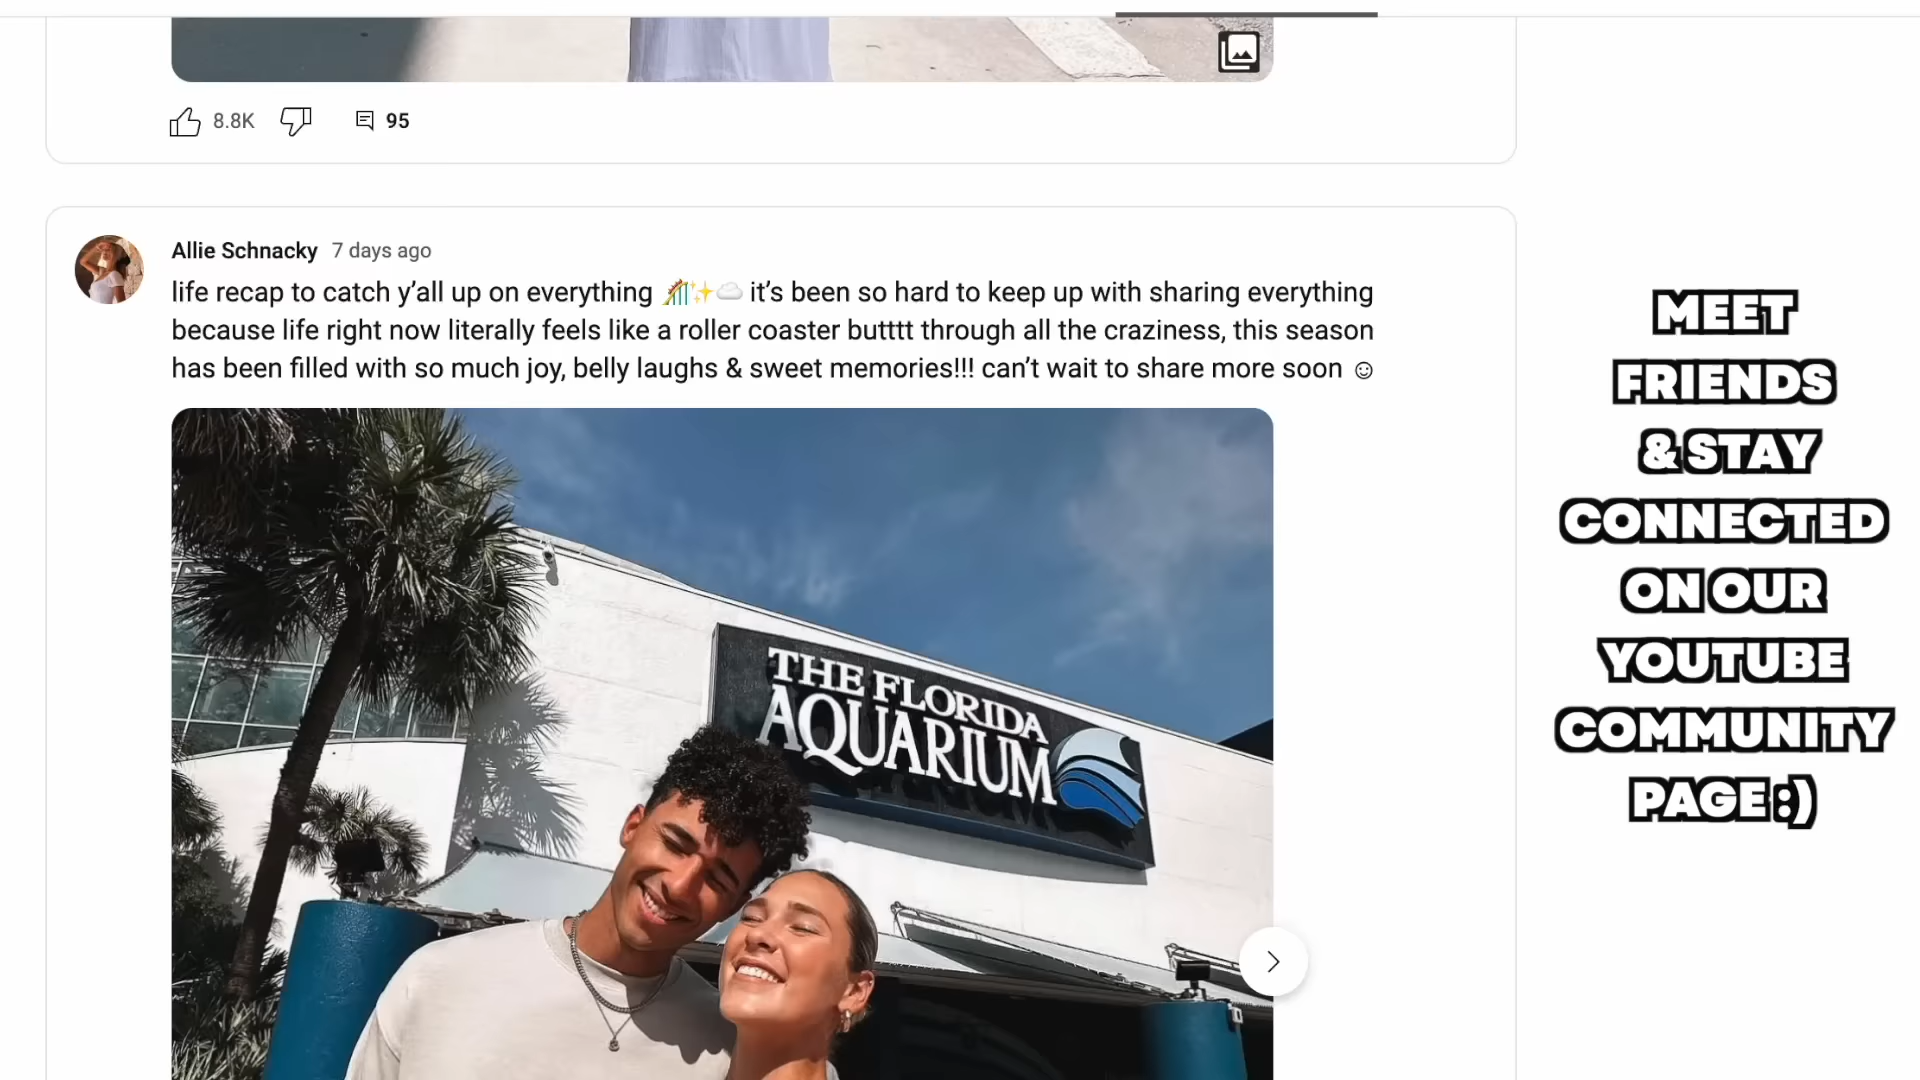 8.8K 95
Allie Schnacky 7 days ago
life recap to catch y’all up on everything 🎢✨☁️ it’s been so hard to keep up with sharing everything
because life right now literally feels like a roller coaster butttt through all the craziness, this season
has been filled with so much joy, belly laughs & sweet memories!!! can’t wait to share more soon ☺
THE FLORIDA
AQUARIUM
MEET
FRIENDS
& STAY
CONNECTED
ON OUR
YOUTUBE
COMMUNITY
PAGE :)